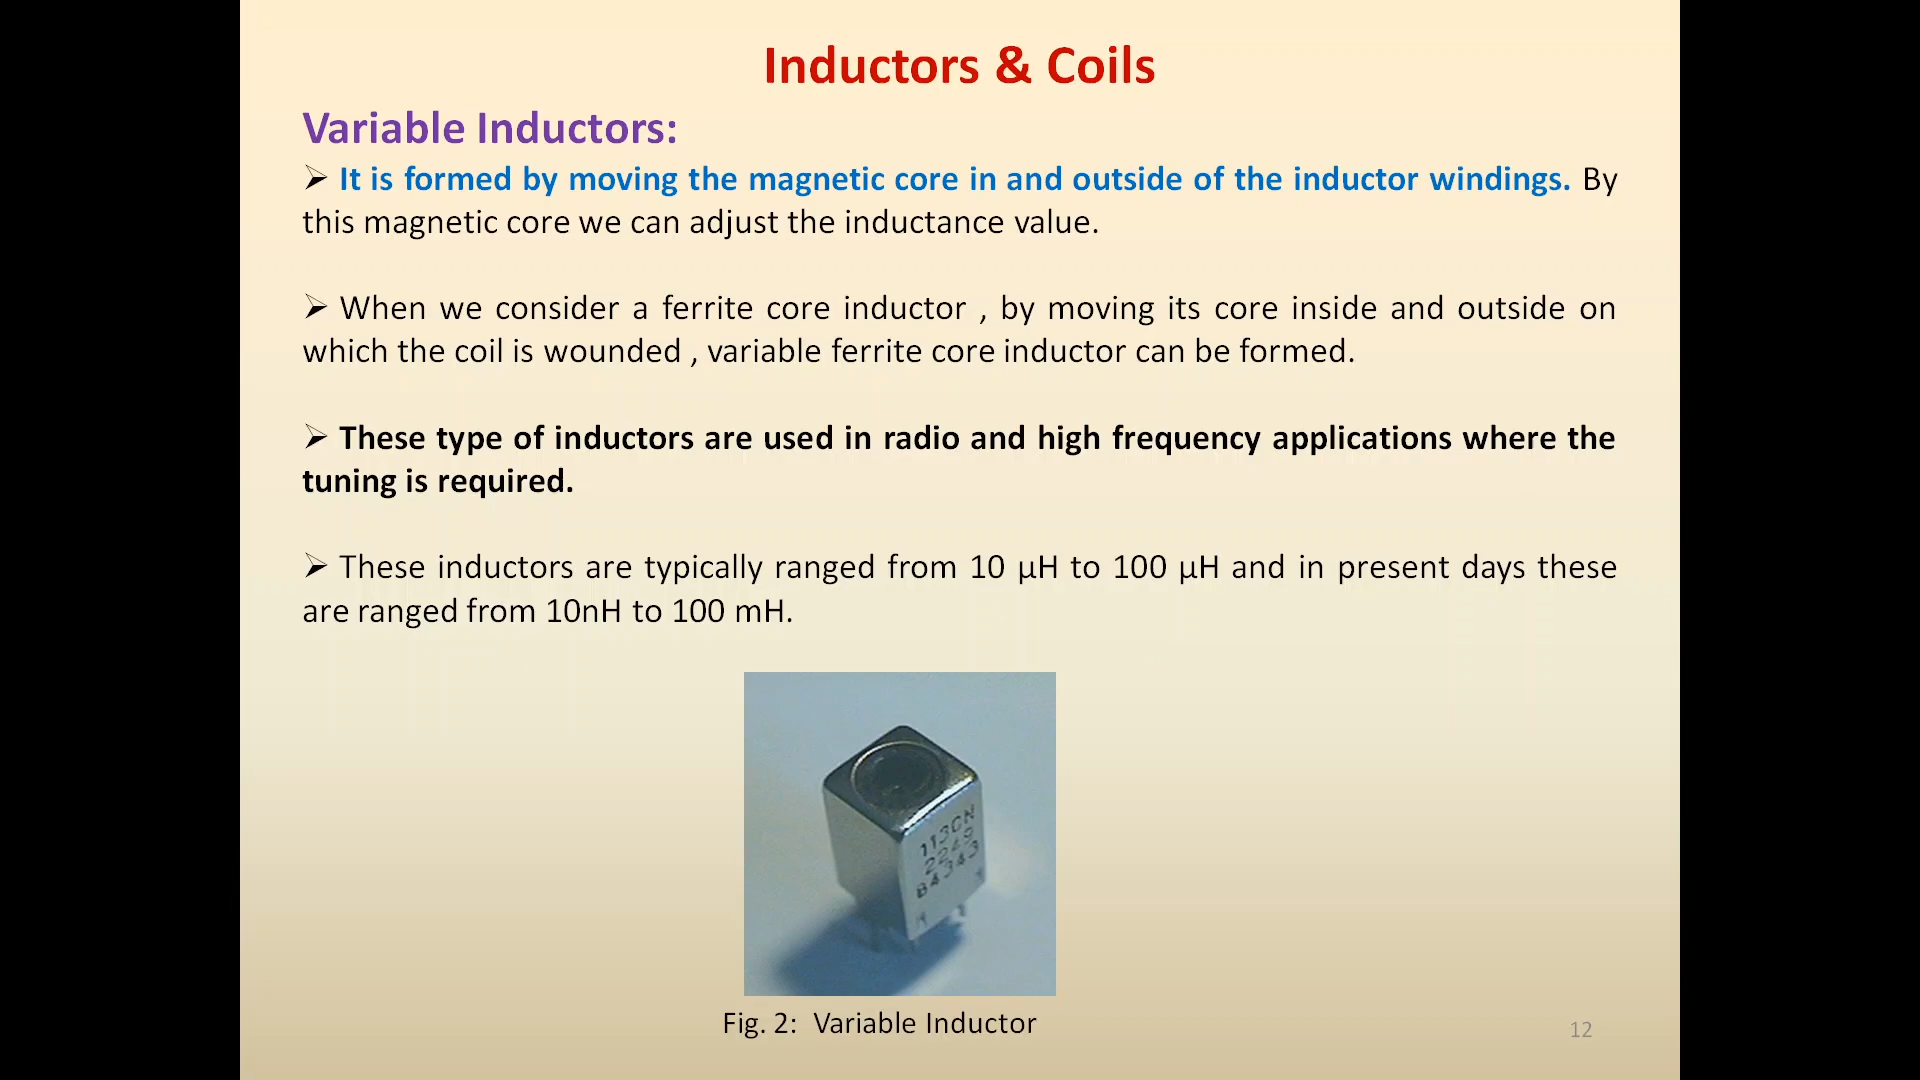 Inductors & Coils
Variable Inductors:
➢ It is formed by moving the magnetic core in and outside of the inductor windings. By
this magnetic core we can adjust the inductance value.
➢ When we consider a ferrite core inductor , by moving its core inside and outside on
which the coil is wounded , variable ferrite core inductor can be formed.
➢ These type of inductors are used in radio and high frequency applications where the
tuning is required.
➢ These inductors are typically ranged from 10 µH to 100 µH and in present days these
are ranged from 10nH to 100 mH.
113CN
2249
84343
Fig. 2: Variable Inductor
12